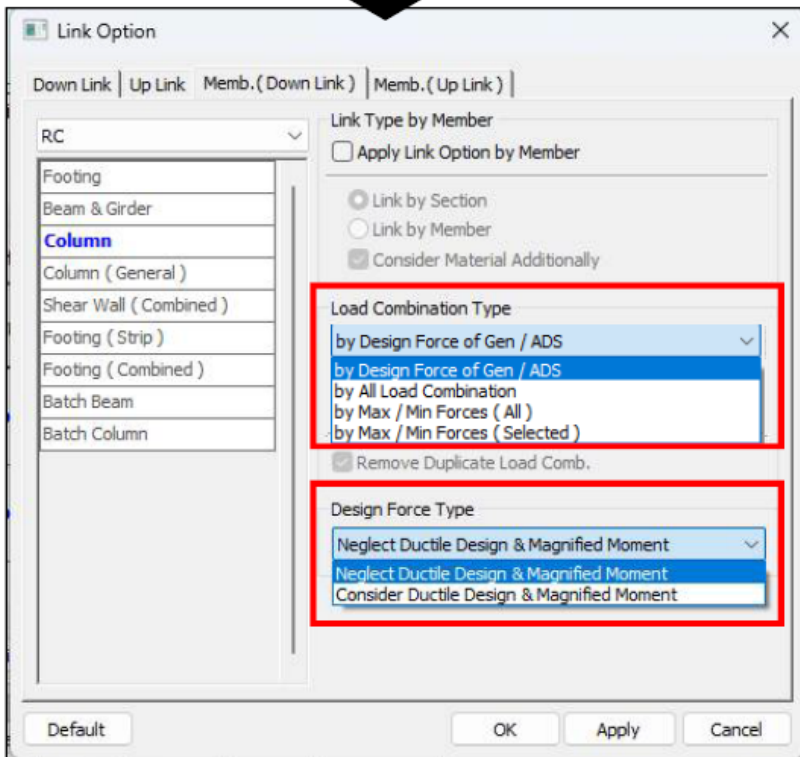 Link Option
Down Link
Up Link
Memb.(Down Link)
Memb.(Up Link)
RC
Footing
Beam & Girder
Column
Column ( General )
Shear Wall ( Combined )
Footing ( Strip )
Footing ( Combined )
Batch Beam
Batch Column
Link Type by Member
Apply Link Option by Member
Link by Section
Link by Member
Consider Material Additionally
Load Combination Type
by Design Force of Gen / ADS
by Design Force of Gen / ADS
by All Load Combination
by Max / Min Forces ( All )
by Max / Min Forces ( Selected )
Remove Duplicate Load Comb.
Design Force Type
Neglect Ductile Design & Magnified Moment
Neglect Ductile Design & Magnified Moment
Consider Ductile Design & Magnified Moment
Default
OK
Apply
Cancel